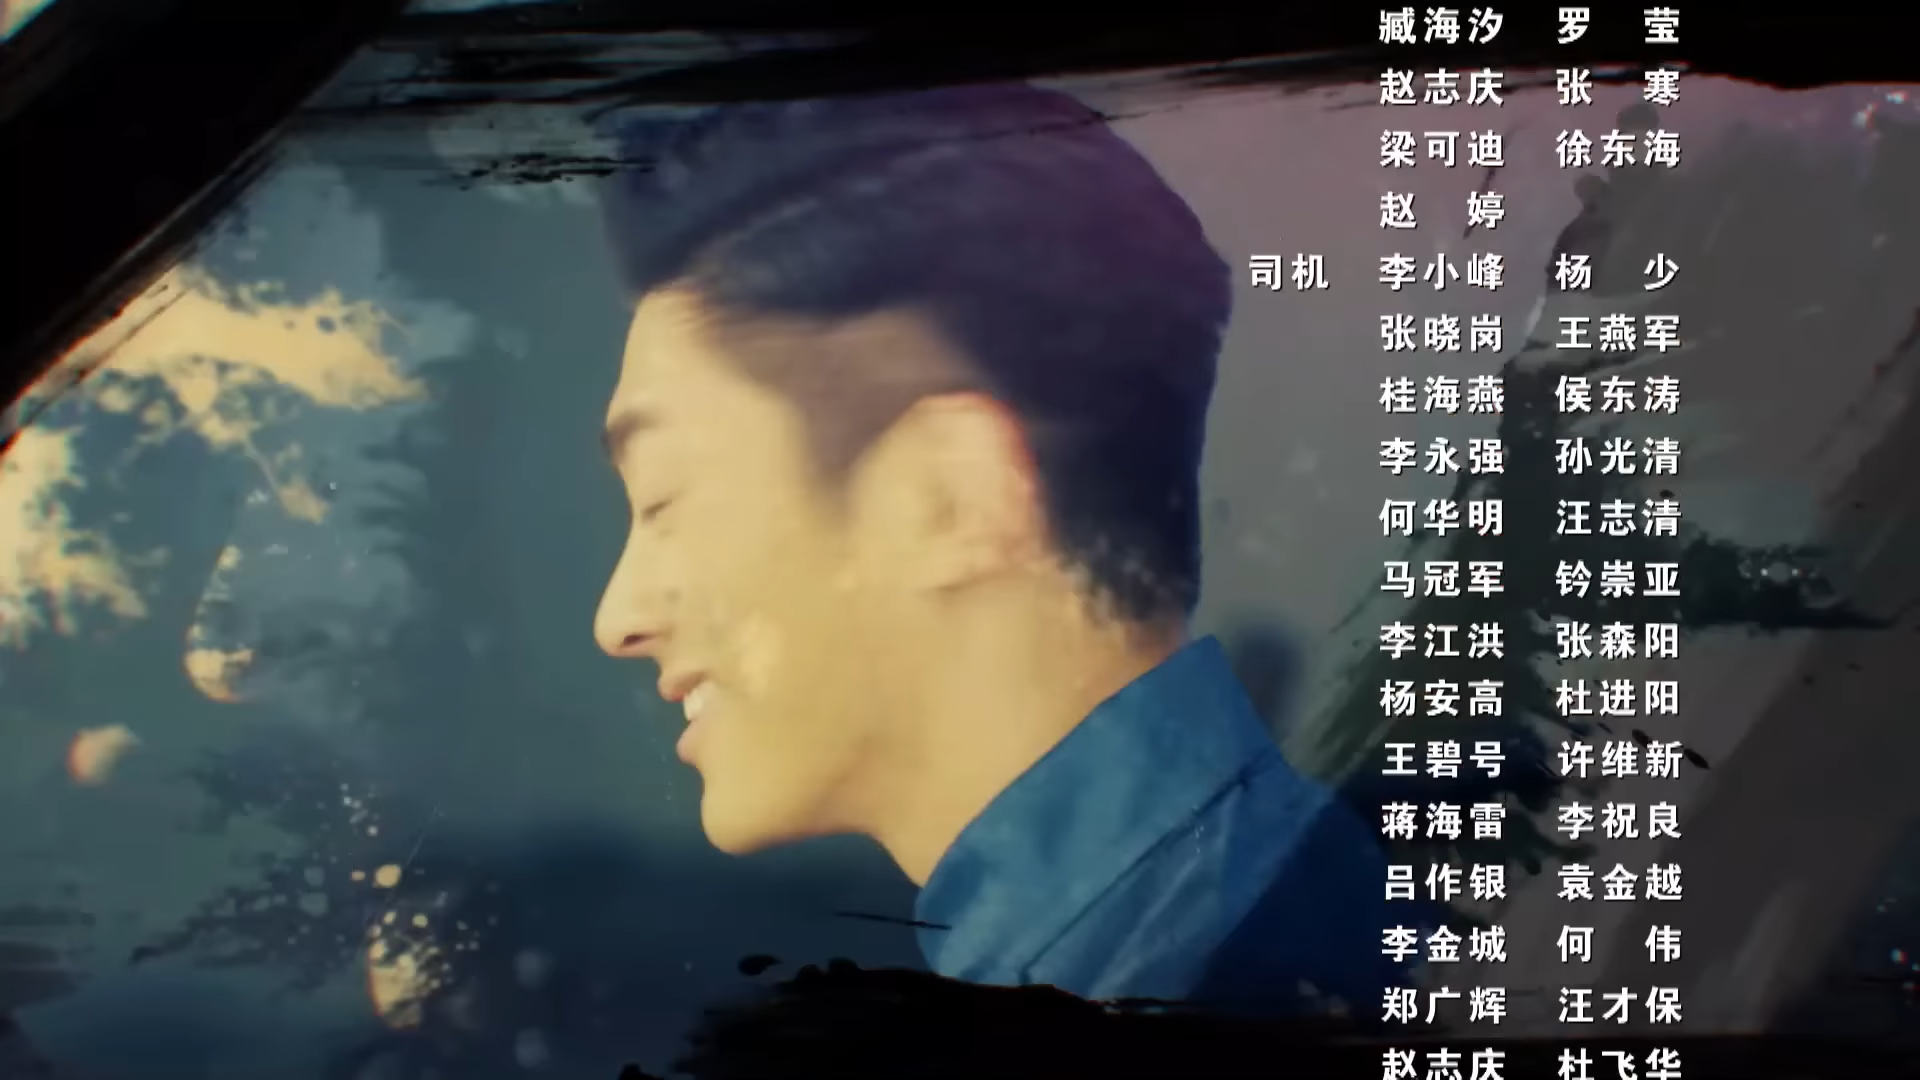 臧海汐 罗 莹
赵志庆 张 寒
梁可迪 徐东海
赵 婷
司机 李小峰 杨 少
张晓岗 王燕军
桂海燕 侯东涛
李永强 孙光清
何华明 汪志清
马冠军 钤崇亚
李江洪 张森阳
杨安高 杜进阳
王碧号 许维新
蒋海雷 李祝良
吕作银 袁金越
李金城 何 伟
郑广辉 汪才保
赵志庆 杜飞华